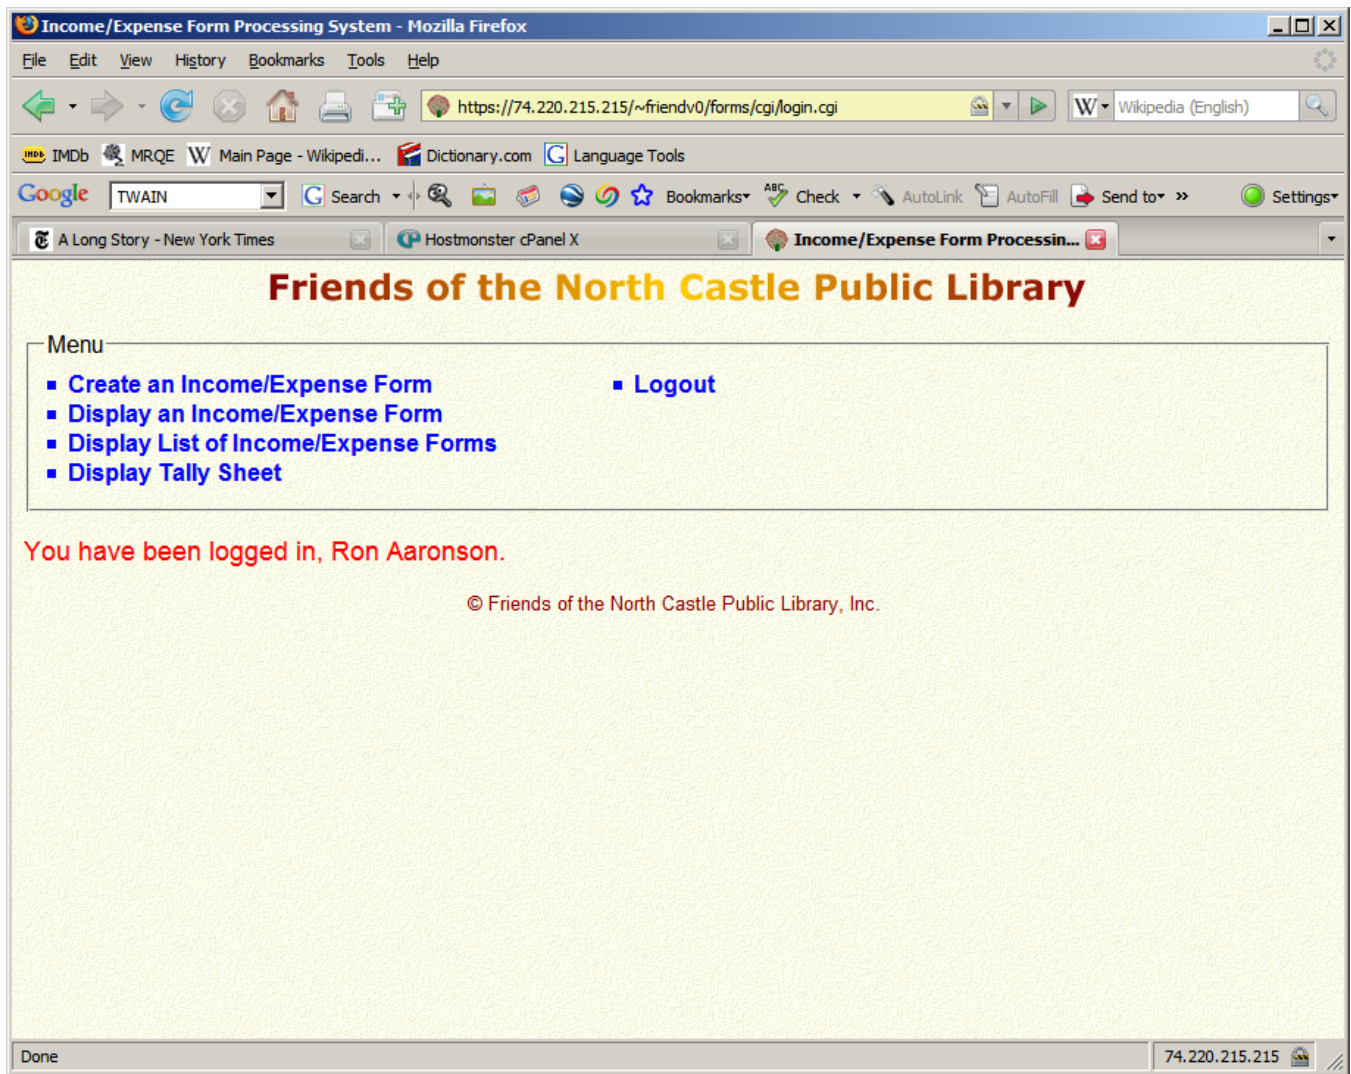 Income/Expense Form Processing System - Mozilla Firefox
File Edit View History Bookmarks Tools Help
https://74.220.215.215/~friendv0/forms/cgi/login.cgi W Wikipedia (English)
IMDb IMDb MRQE W Main Page - Wikipedi... Dictionary.com G Language Tools
Google TWAIN G Search Bookmarks ABC Check AutoLink AutoFill Send to » Settings
A Long Story - New York Times cP Hostmonster cPanel X Income/Expense Form Processin...
Friends of the North Castle Public Library
Menu
Create an Income/Expense Form Logout
Display an Income/Expense Form
Display List of Income/Expense Forms
Display Tally Sheet
You have been logged in, Ron Aaronson.
© Friends of the North Castle Public Library, Inc.
Done 74.220.215.215